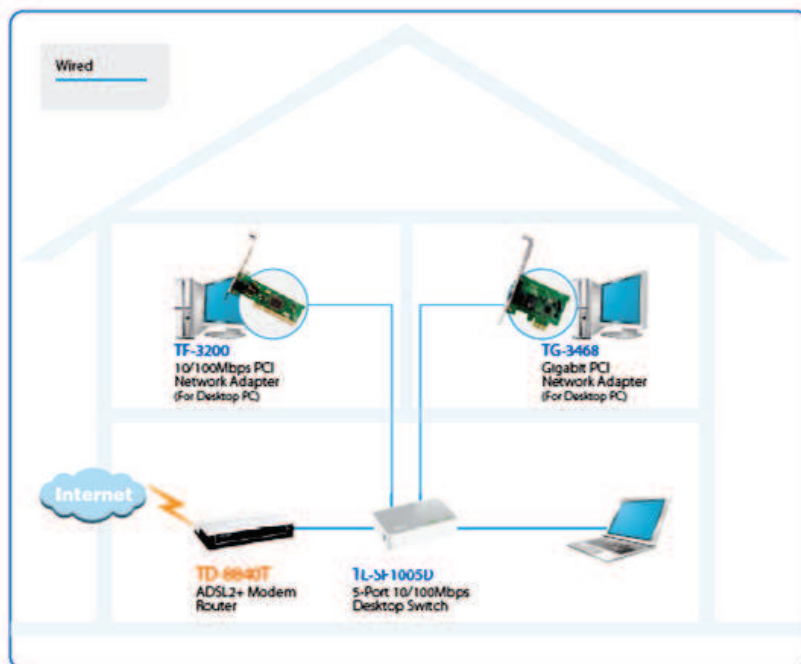 Wired
TF-3200
10/100Mbps PCI
Network Adapter
(For Desktop PC)
TG-3468
Gigabit PCI
Network Adapter
(For Desktop PC)
Internet
TD-8840T
ADSL2+ Modem
Router
TL-SF1005D
5-Port 10/100Mbps
Desktop Switch